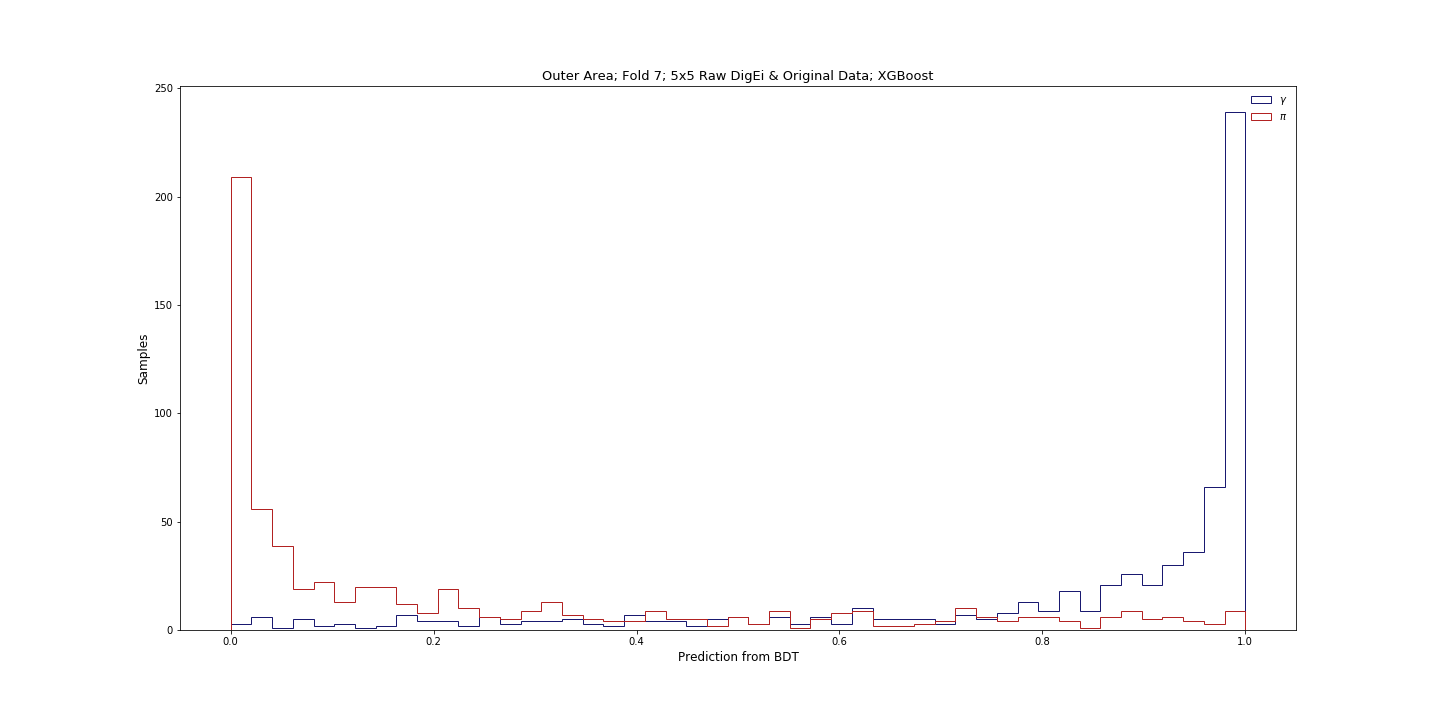 Outer Area; Fold 7; 5x5 Raw DigEi & Original Data; XGBoost
γ
π
250
200
150
100
50
0
Samples
0.0 0.2 0.4 0.6 0.8 1.0
Prediction from BDT